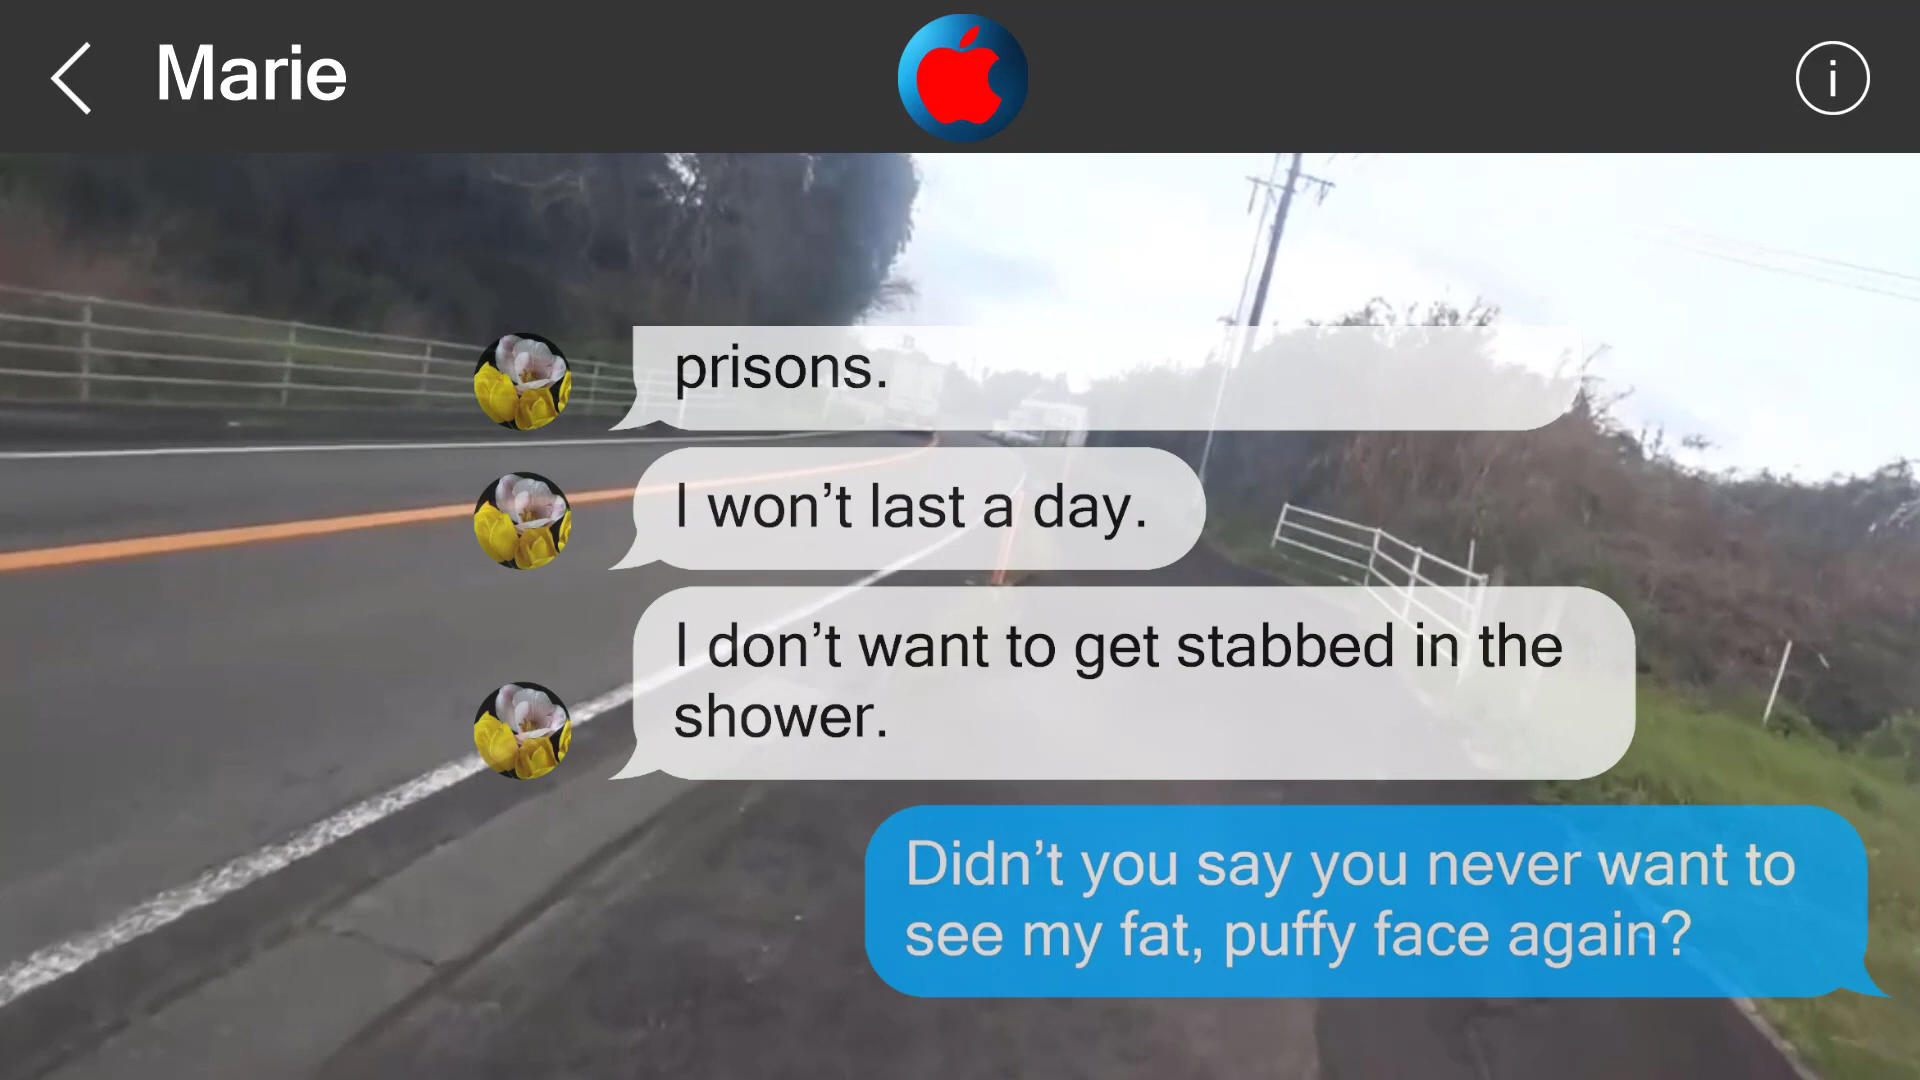 Marie
i
prisons.
I won’t last a day.
I don’t want to get stabbed in the
shower.
Didn’t you say you never want to
see my fat, puffy face again?